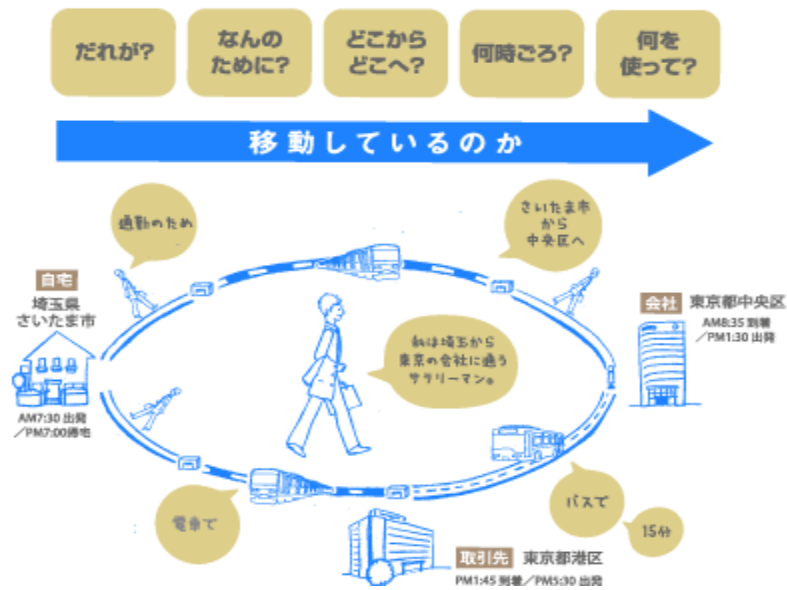 だれが?
なんの
ために?
どこから
どこへ?
何時ごろ?
何を
使って?
移動しているのか
通勤のため
さいたま市
から
中央区へ
自宅
埼玉県
さいたま市
会社 東京都中央区
AM8:35 到着
/PM1:30 出発
私は埼玉から
東京の会社に通う
サラリーマン。
AM7:30 出発
/PM7:00帰宅
電車で
バスで
15分
取引先 東京都港区
PM1:45 到着/PM5:30 出発